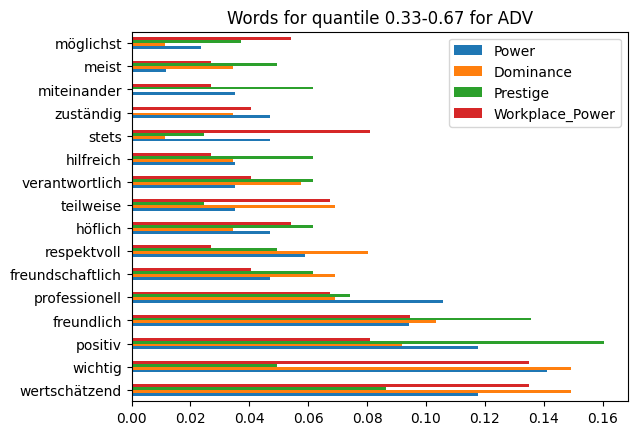 Words for quantile 0.33-0.67 for ADV
möglichst
meist
miteinander
zuständig
stets
hilfreich
verantwortlich
teilweise
höflich
respektvoll
freundschaftlich
professionell
freundlich
positiv
wichtig
wertschätzend
Power
Dominance
Prestige
Workplace_Power
0.00 0.02 0.04 0.06 0.08 0.10 0.12 0.14 0.16